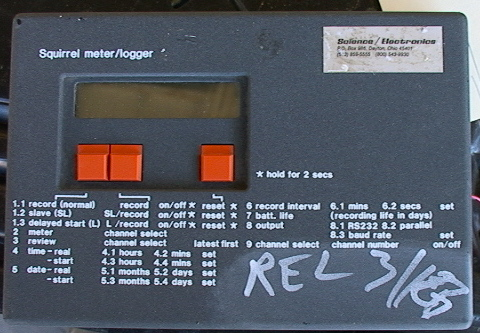 Squirrel meter/logger
Science/Electronics
P.O. Box 986, Dayton, Ohio 45401
* hold for 2 secs
1.1 record (normal) record on/off * reset *
1.2 slave (SL) SL/record on/off * reset *
1.3 delayed start (L) L/record on/off * reset *
2 meter channel select
3 review channel select latest first
4 time - real 4.1 hours 4.2 mins set
- start 4.3 hours 4.4 mins set
5 date - real 5.1 months 5.2 days set
- start 5.3 months 5.4 days set
6 record interval 6.1 mins 6.2 secs set
7 batt. life (recording life in days)
8 output 8.1 RS232 8.2 parallel
8.3 baud rate set
9 channel select channel number on/off
REL 3/